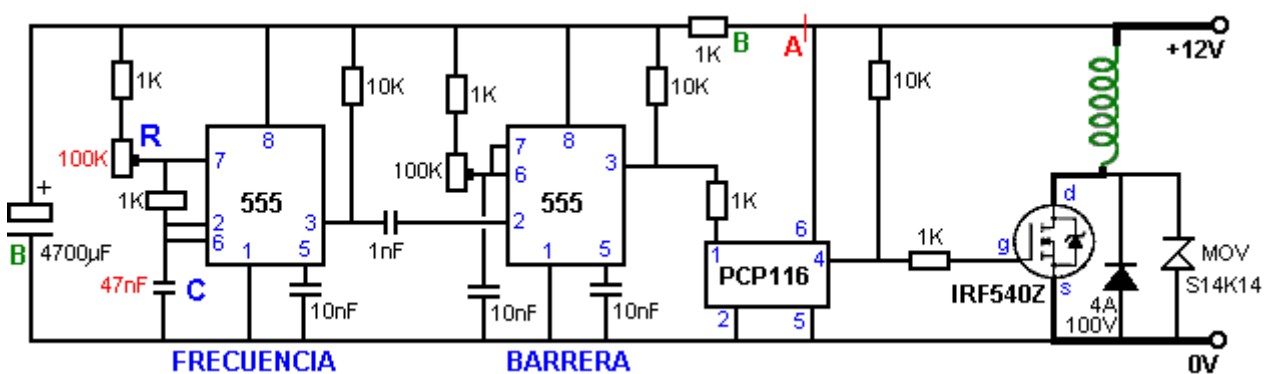 +12V
1K
B
A
1K
10K
1K
10K
10K
R
100K
7
8
555
1K
2
6
3
1
5
7
6
8
3
555
100K
2
1
5
1K
1nF
+
B
4700µF
47nF
C
10nF
10nF
10nF
1
6
4
PCP116
2
5
1K
g
d
s
IRF540Z
4A
100V
MOV
S14K14
FRECUENCIA
BARRERA
0V